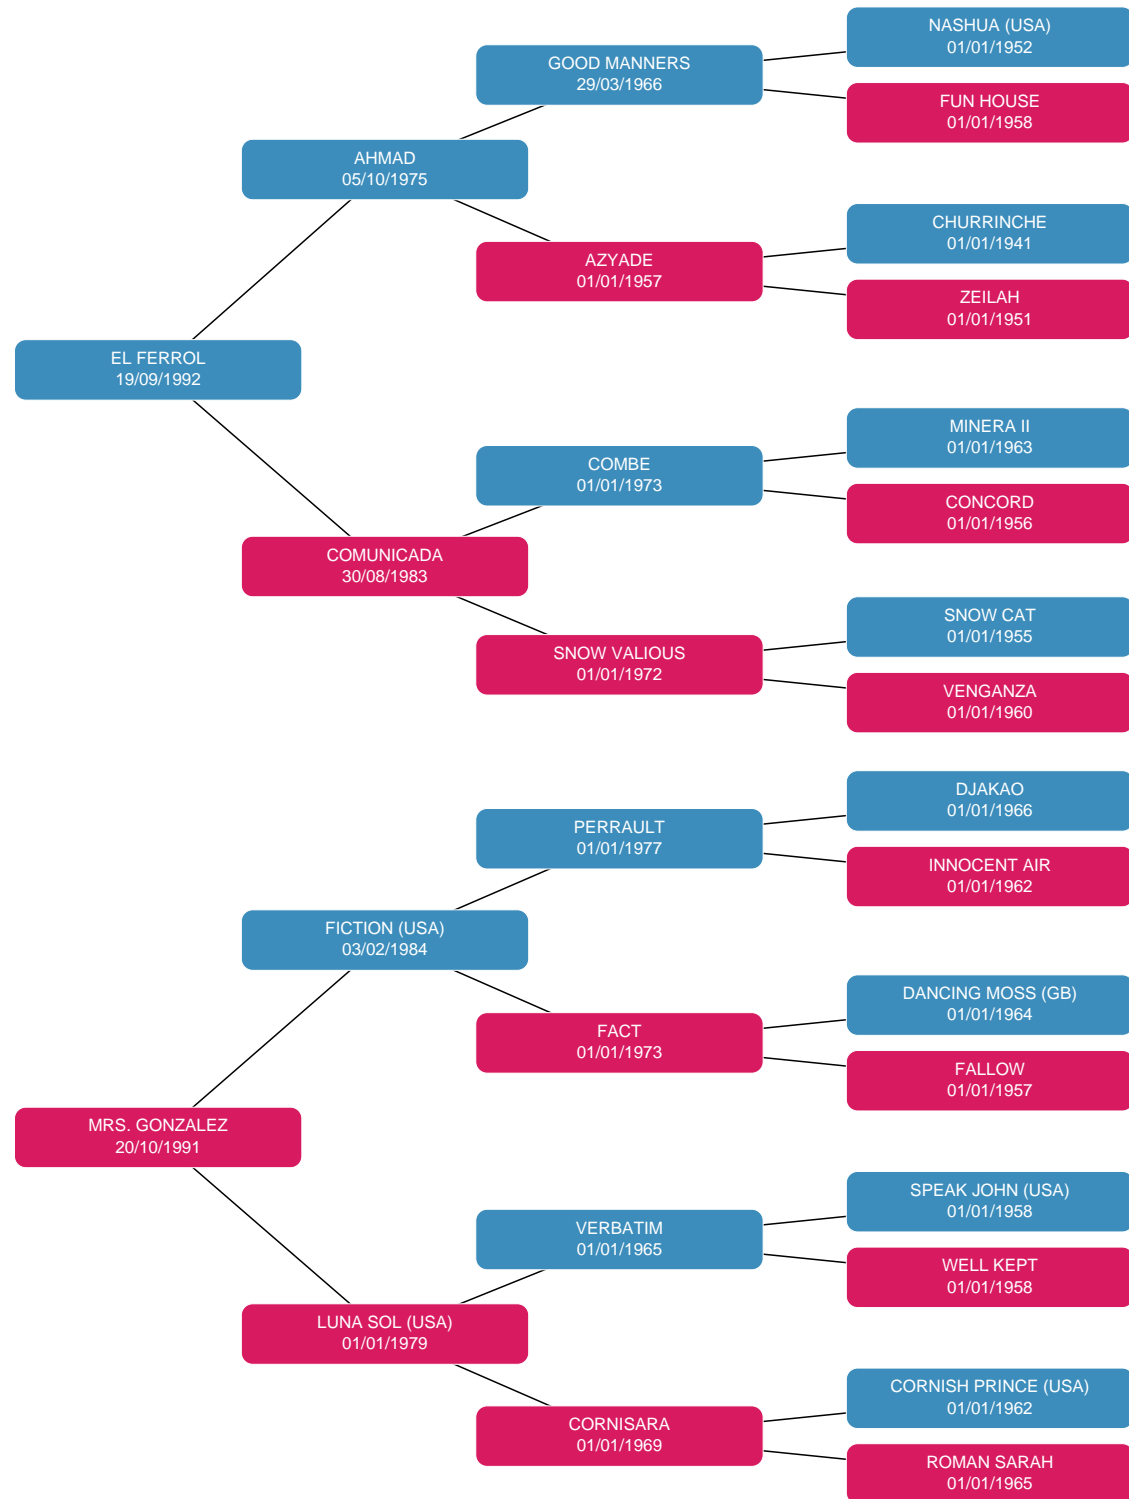 NASHUA (USA)
01/01/1952
GOOD MANNERS
29/03/1966
FUN HOUSE
01/01/1958
AHMAD
05/10/1975
CHURRINCHE
01/01/1941
AZYADE
01/01/1957
ZEILAH
01/01/1951
EL FERROL
19/09/1992
MINERA II
01/01/1963
COMBE
01/01/1973
CONCORD
01/01/1956
COMUNICADA
30/08/1983
SNOW CAT
01/01/1955
SNOW VALIOUS
01/01/1972
VENGANZA
01/01/1960
DJAKAO
01/01/1966
PERRAULT
01/01/1977
INNOCENT AIR
01/01/1962
FICTION (USA)
03/02/1984
DANCING MOSS (GB)
01/01/1964
FACT
01/01/1973
FALLOW
01/01/1957
MRS. GONZALEZ
20/10/1991
SPEAK JOHN (USA)
01/01/1958
VERBATIM
01/01/1965
WELL KEPT
01/01/1958
LUNA SOL (USA)
01/01/1979
CORNISH PRINCE (USA)
01/01/1962
CORNISARA
01/01/1969
ROMAN SARAH
01/01/1965